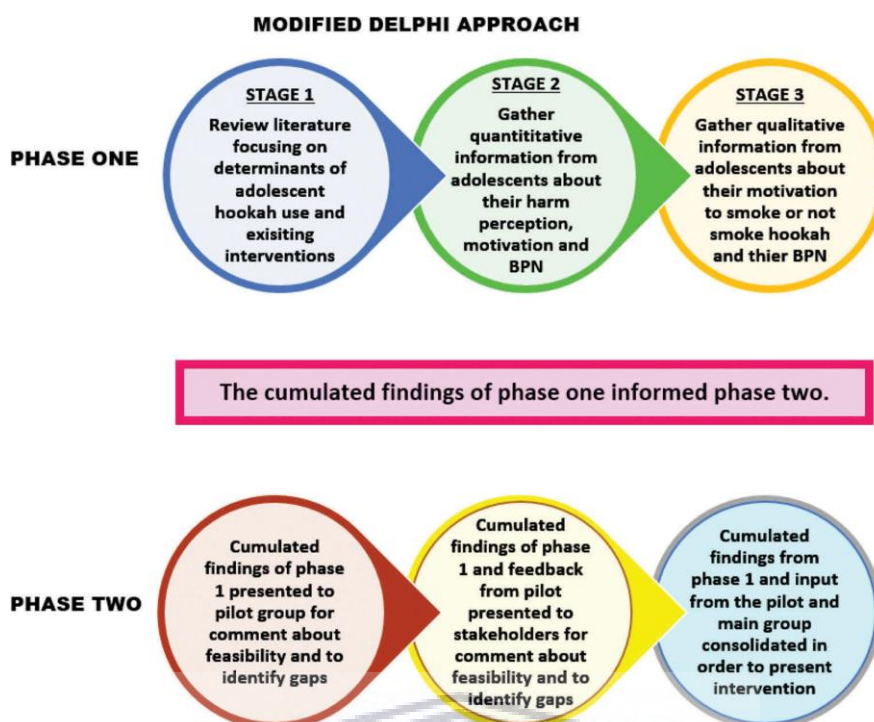 MODIFIED DELPHI APPROACH
PHASE ONE
STAGE 1
Review literature
focusing on
determinants of
adolescent
hookah use and
exisiting
interventions
STAGE 2
Gather
quantititative
information from
adolescents about
their harm
perception,
motivation and
BPN
STAGE 3
Gather qualitative
information from
adolescents about
their motivation
to smoke or not
smoke hookah
and thier BPN
The cumulated findings of phase one informed phase two.
PHASE TWO
Cumulated
findings of phase
1 presented to
pilot group for
comment about
feasibility and to
identify gaps
Cumulated
findings of phase
1 and feedback
from pilot
presented to
stakeholders for
comment about
feasibility and to
identify gaps
Cumulated
findings from
phase 1 and input
from the pilot and
main group
consolidated in
order to present
intervention